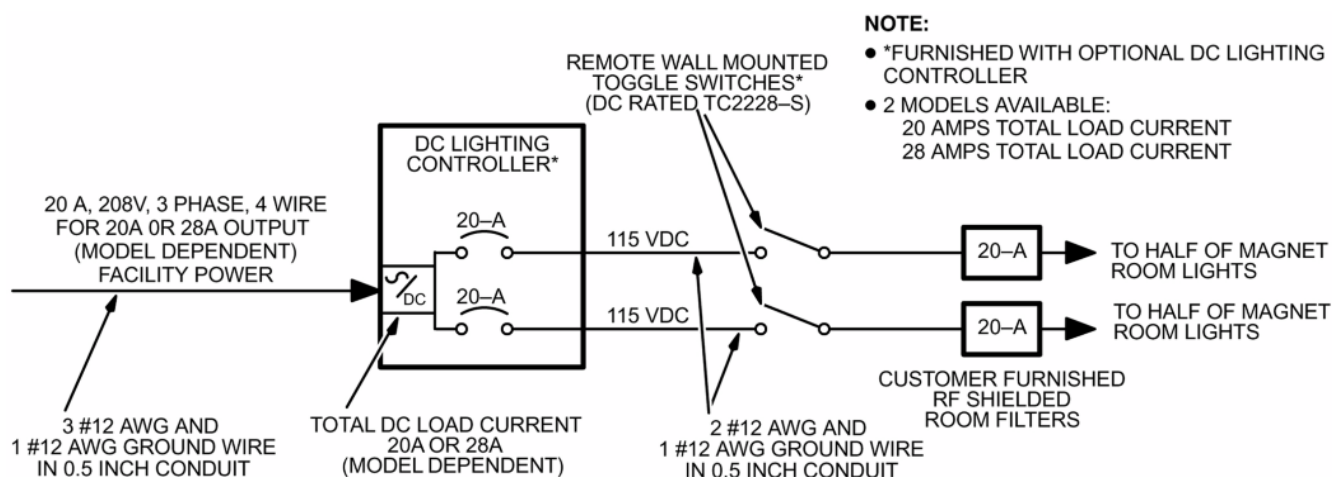 NOTE:
● *FURNISHED WITH OPTIONAL DC LIGHTING
CONTROLLER
● 2 MODELS AVAILABLE:
20 AMPS TOTAL LOAD CURRENT
28 AMPS TOTAL LOAD CURRENT
REMOTE WALL MOUNTED
TOGGLE SWITCHES*
(DC RATED TC2228–S)
DC LIGHTING
CONTROLLER*
20 A, 208V, 3 PHASE, 4 WIRE
FOR 20A 0R 28A OUTPUT
(MODEL DEPENDENT)
FACILITY POWER
20–A
115 VDC
20–A
TO HALF OF MAGNET
ROOM LIGHTS
DC
20–A
115 VDC
20–A
TO HALF OF MAGNET
ROOM LIGHTS
CUSTOMER FURNISHED
RF SHIELDED
ROOM FILTERS
3 #12 AWG AND
1 #12 AWG GROUND WIRE
IN 0.5 INCH CONDUIT
TOTAL DC LOAD CURRENT
20A OR 28A
(MODEL DEPENDENT)
2 #12 AWG AND
1 #12 AWG GROUND WIRE
IN 0.5 INCH CONDUIT